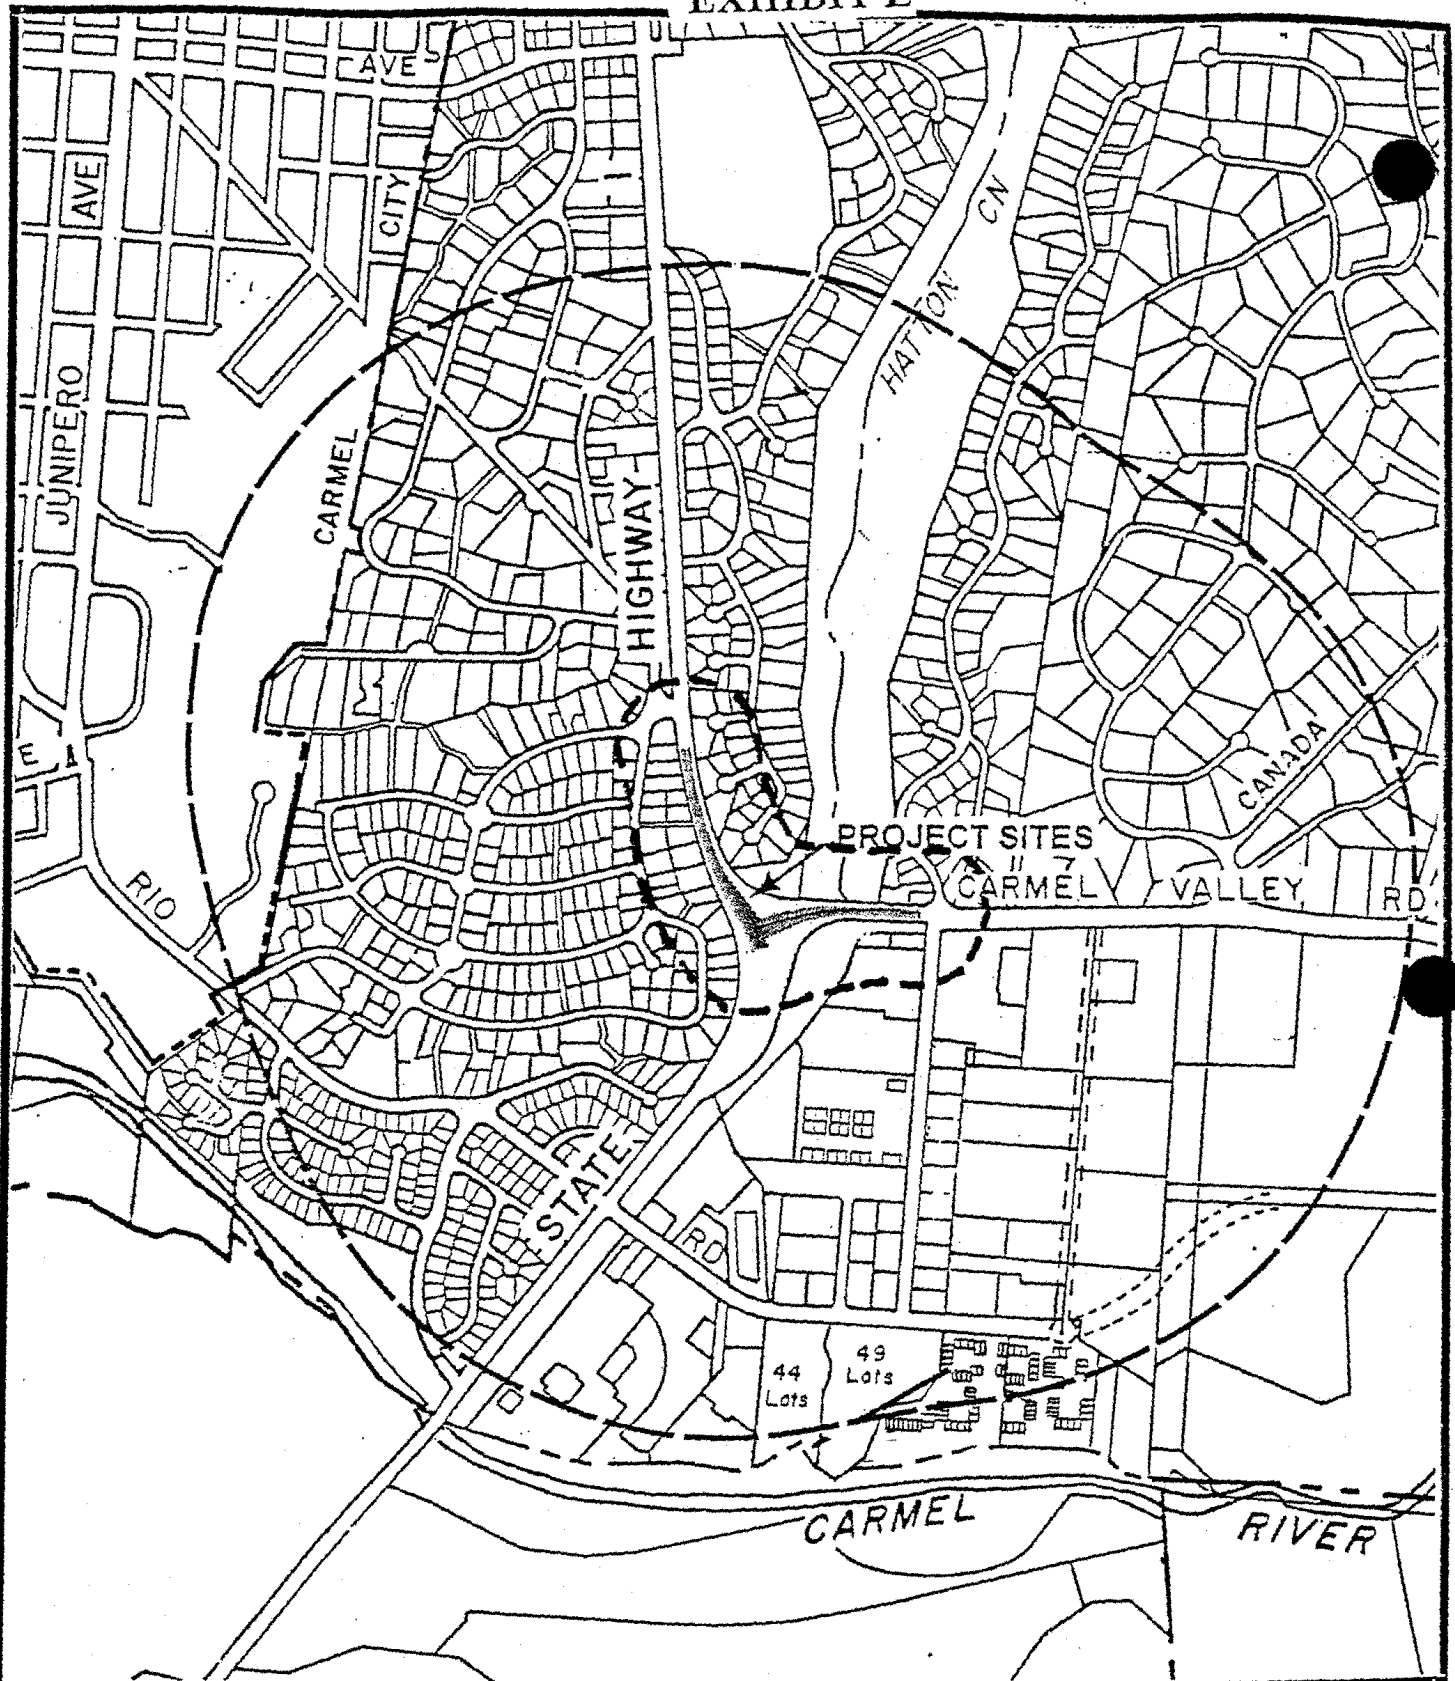 EXHIBIT E
AVE
AVE
CITY
CN
HATTON
JUNIPERO
CARMEL
HIGHWAY
E
CANADA
PROJECT SITES
RIO
CARMEL VALLEY RD
STATE
RD
44
Lots
49
Lots
CARMEL RIVER